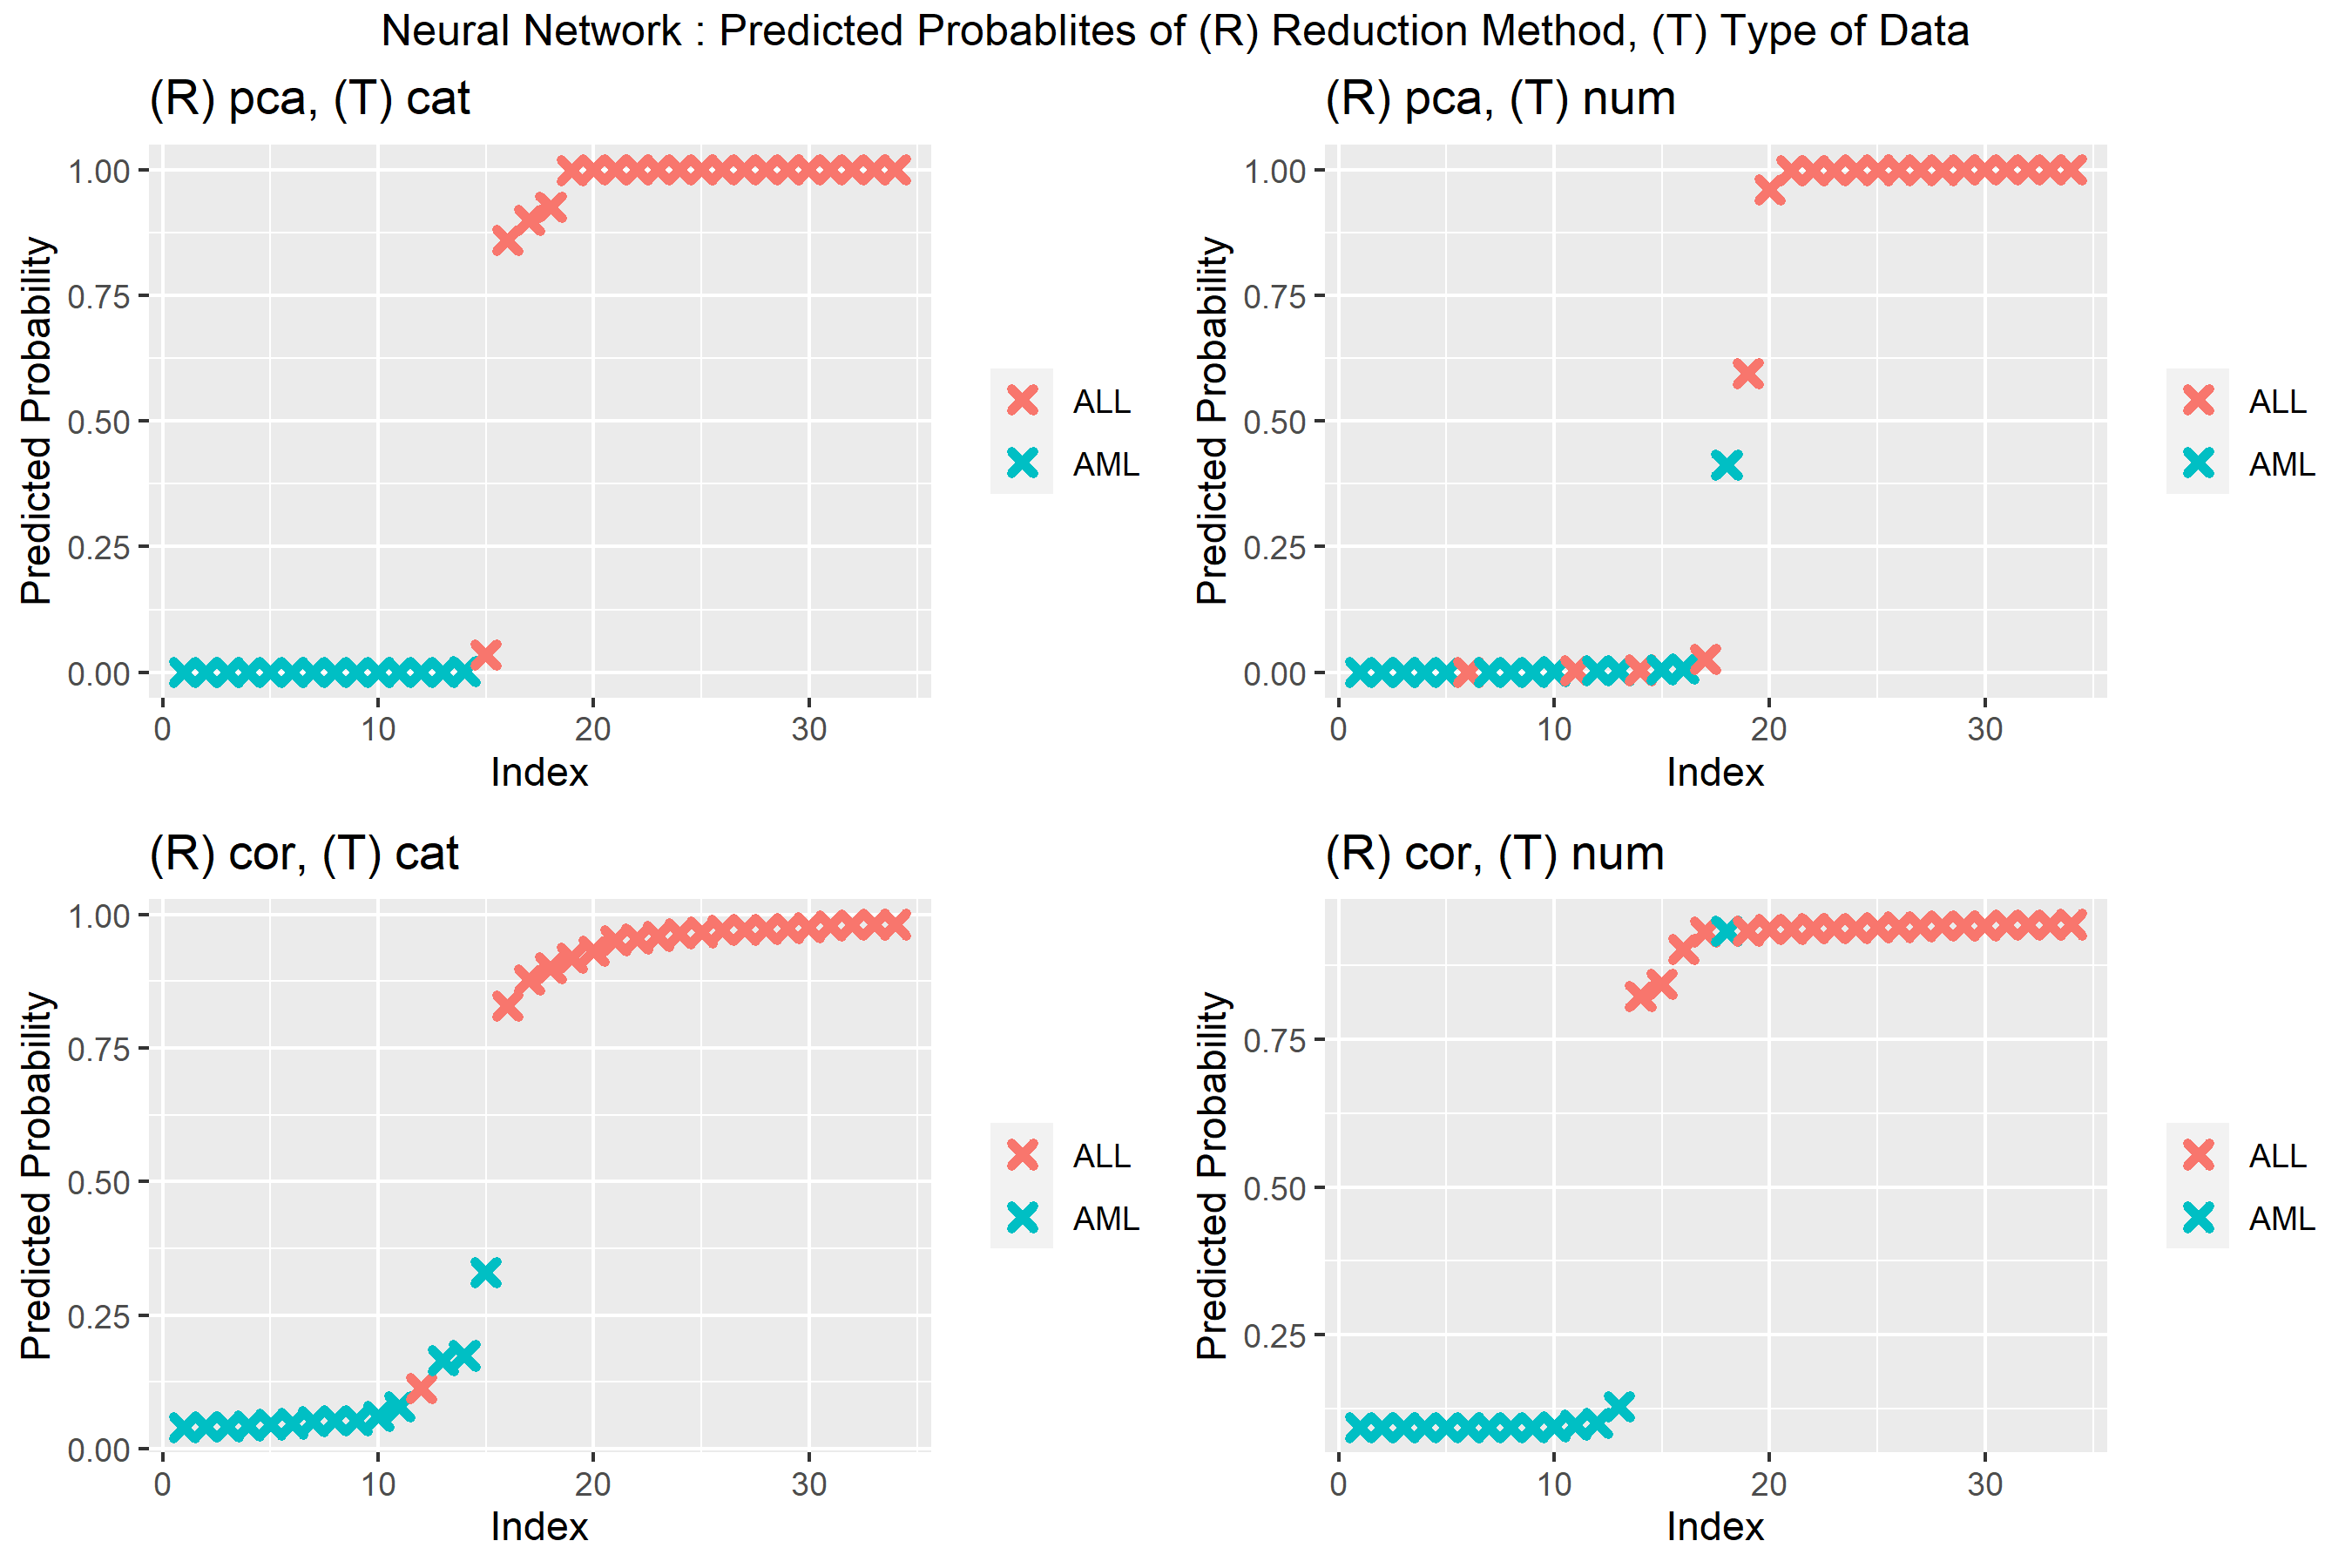 Neural Network : Predicted Probablites of (R) Reduction Method, (T) Type of Data
(R) pca, (T) cat
Predicted Probability
1.00
0.75
0.50
0.25
0.00
0 10 20 30
Index
ALL
AML
(R) pca, (T) num
Predicted Probability
1.00
0.75
0.50
0.25
0.00
0 10 20 30
Index
ALL
AML
(R) cor, (T) cat
Predicted Probability
1.00
0.75
0.50
0.25
0.00
0 10 20 30
Index
ALL
AML
(R) cor, (T) num
Predicted Probability
0.75
0.50
0.25
0 10 20 30
Index
ALL
AML